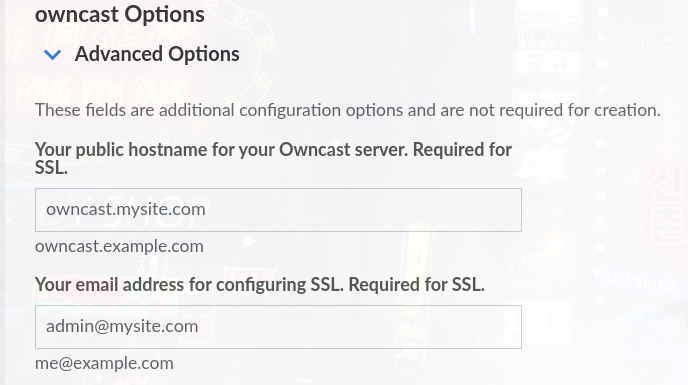 owncast Options
Advanced Options
These fields are additional configuration options and are not required for creation.
Your public hostname for your Owncast server. Required for
SSL.
owncast.mysite.com
owncast.example.com
Your email address for configuring SSL. Required for SSL.
admin@mysite.com
me@example.com